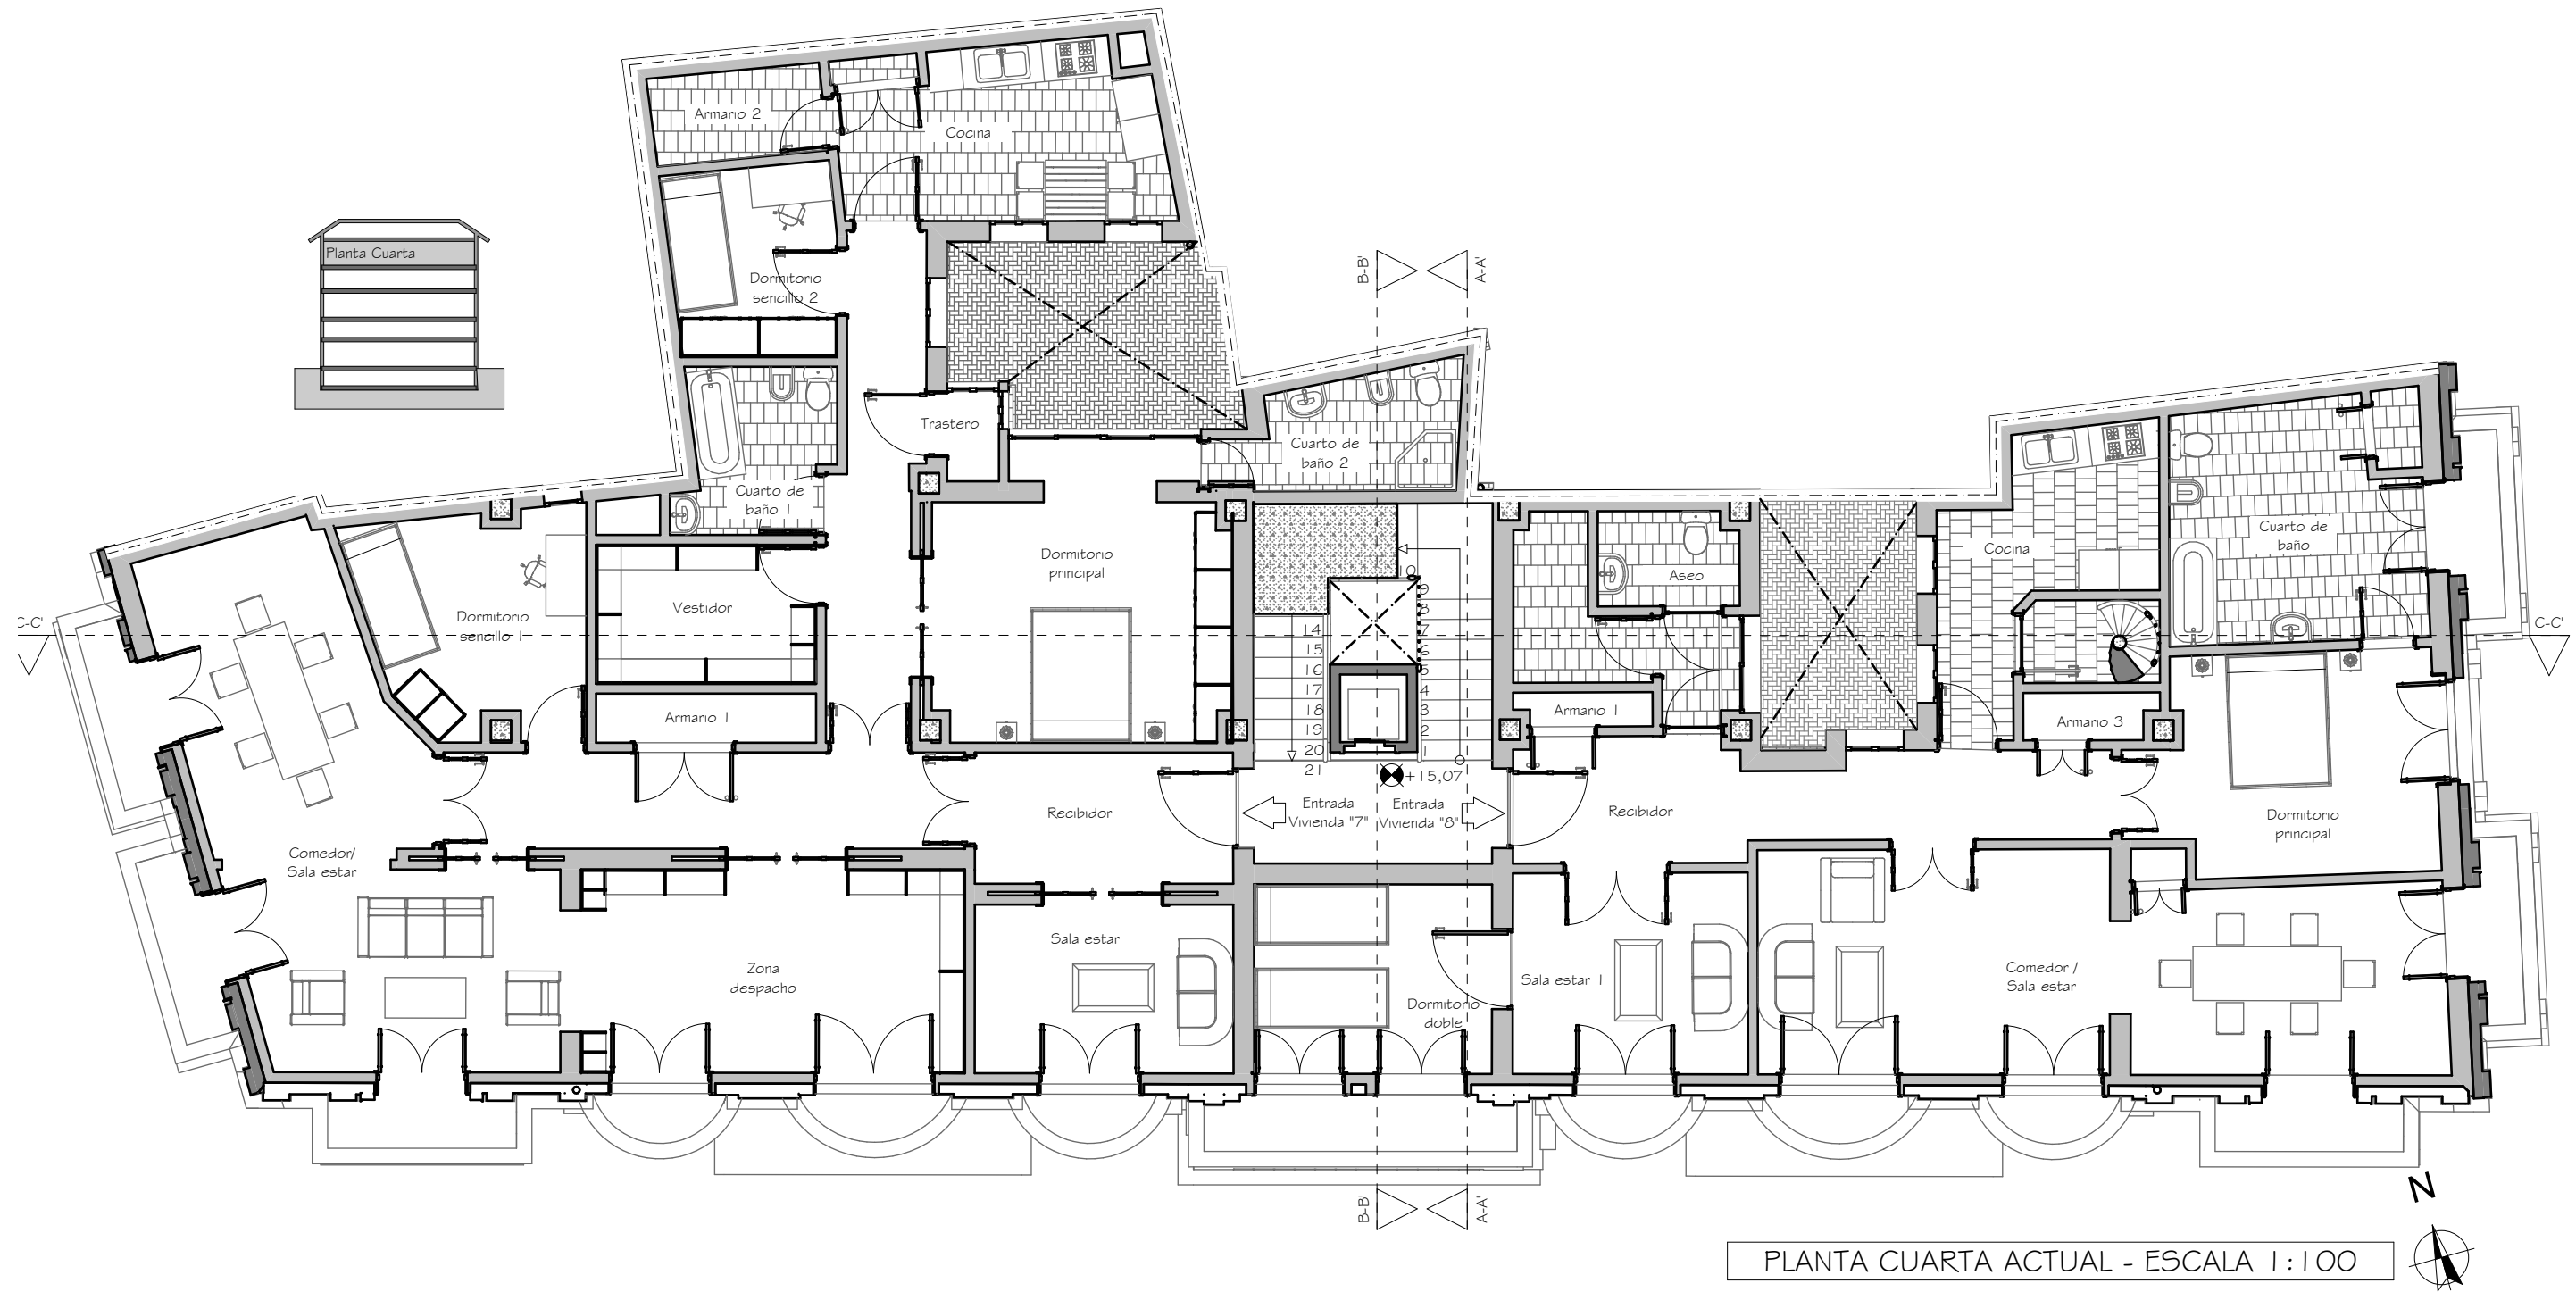 Armario 2
Cocina
Planta Cuarta
Dormitorio
sencillo 2
B-B'
A-A'
Trastero
Cuarto de
baño 2
Cuarto de
baño 1
Cuarto de
baño
Dormitorio
principal
Cocina
Aseo
Vestidor
Dormitorio
sencillo 1
C-C'
C-C'
10
9
8
7
6
5
4
3
2
1
14
15
16
17
18
19
20
21
Armario 1
Armario 1
Armario 3
+15,07
Recibidor
Entrada
Vivienda "7"
Entrada
Vivienda "8"
Recibidor
Dormitorio
principal
Comedor/
Sala estar
Zona
despacho
Sala estar
Dormitorio
doble
Sala estar 1
Comedor /
Sala estar
B-B'
A-A'
N
PLANTA CUARTA ACTUAL - ESCALA 1:100